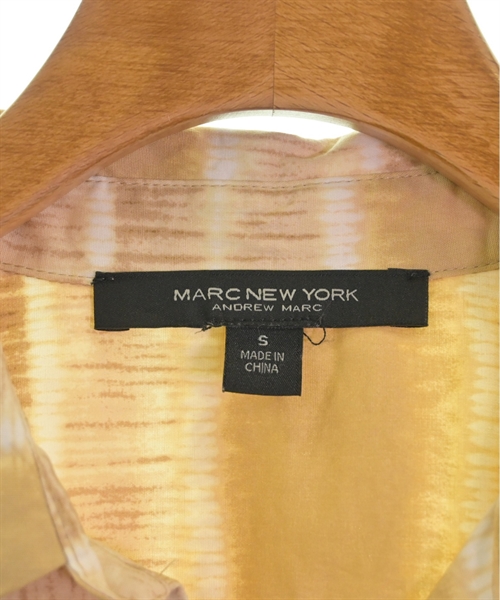 MARC NEW YORK
ANDREW MARC
S
MADE IN
CHINA